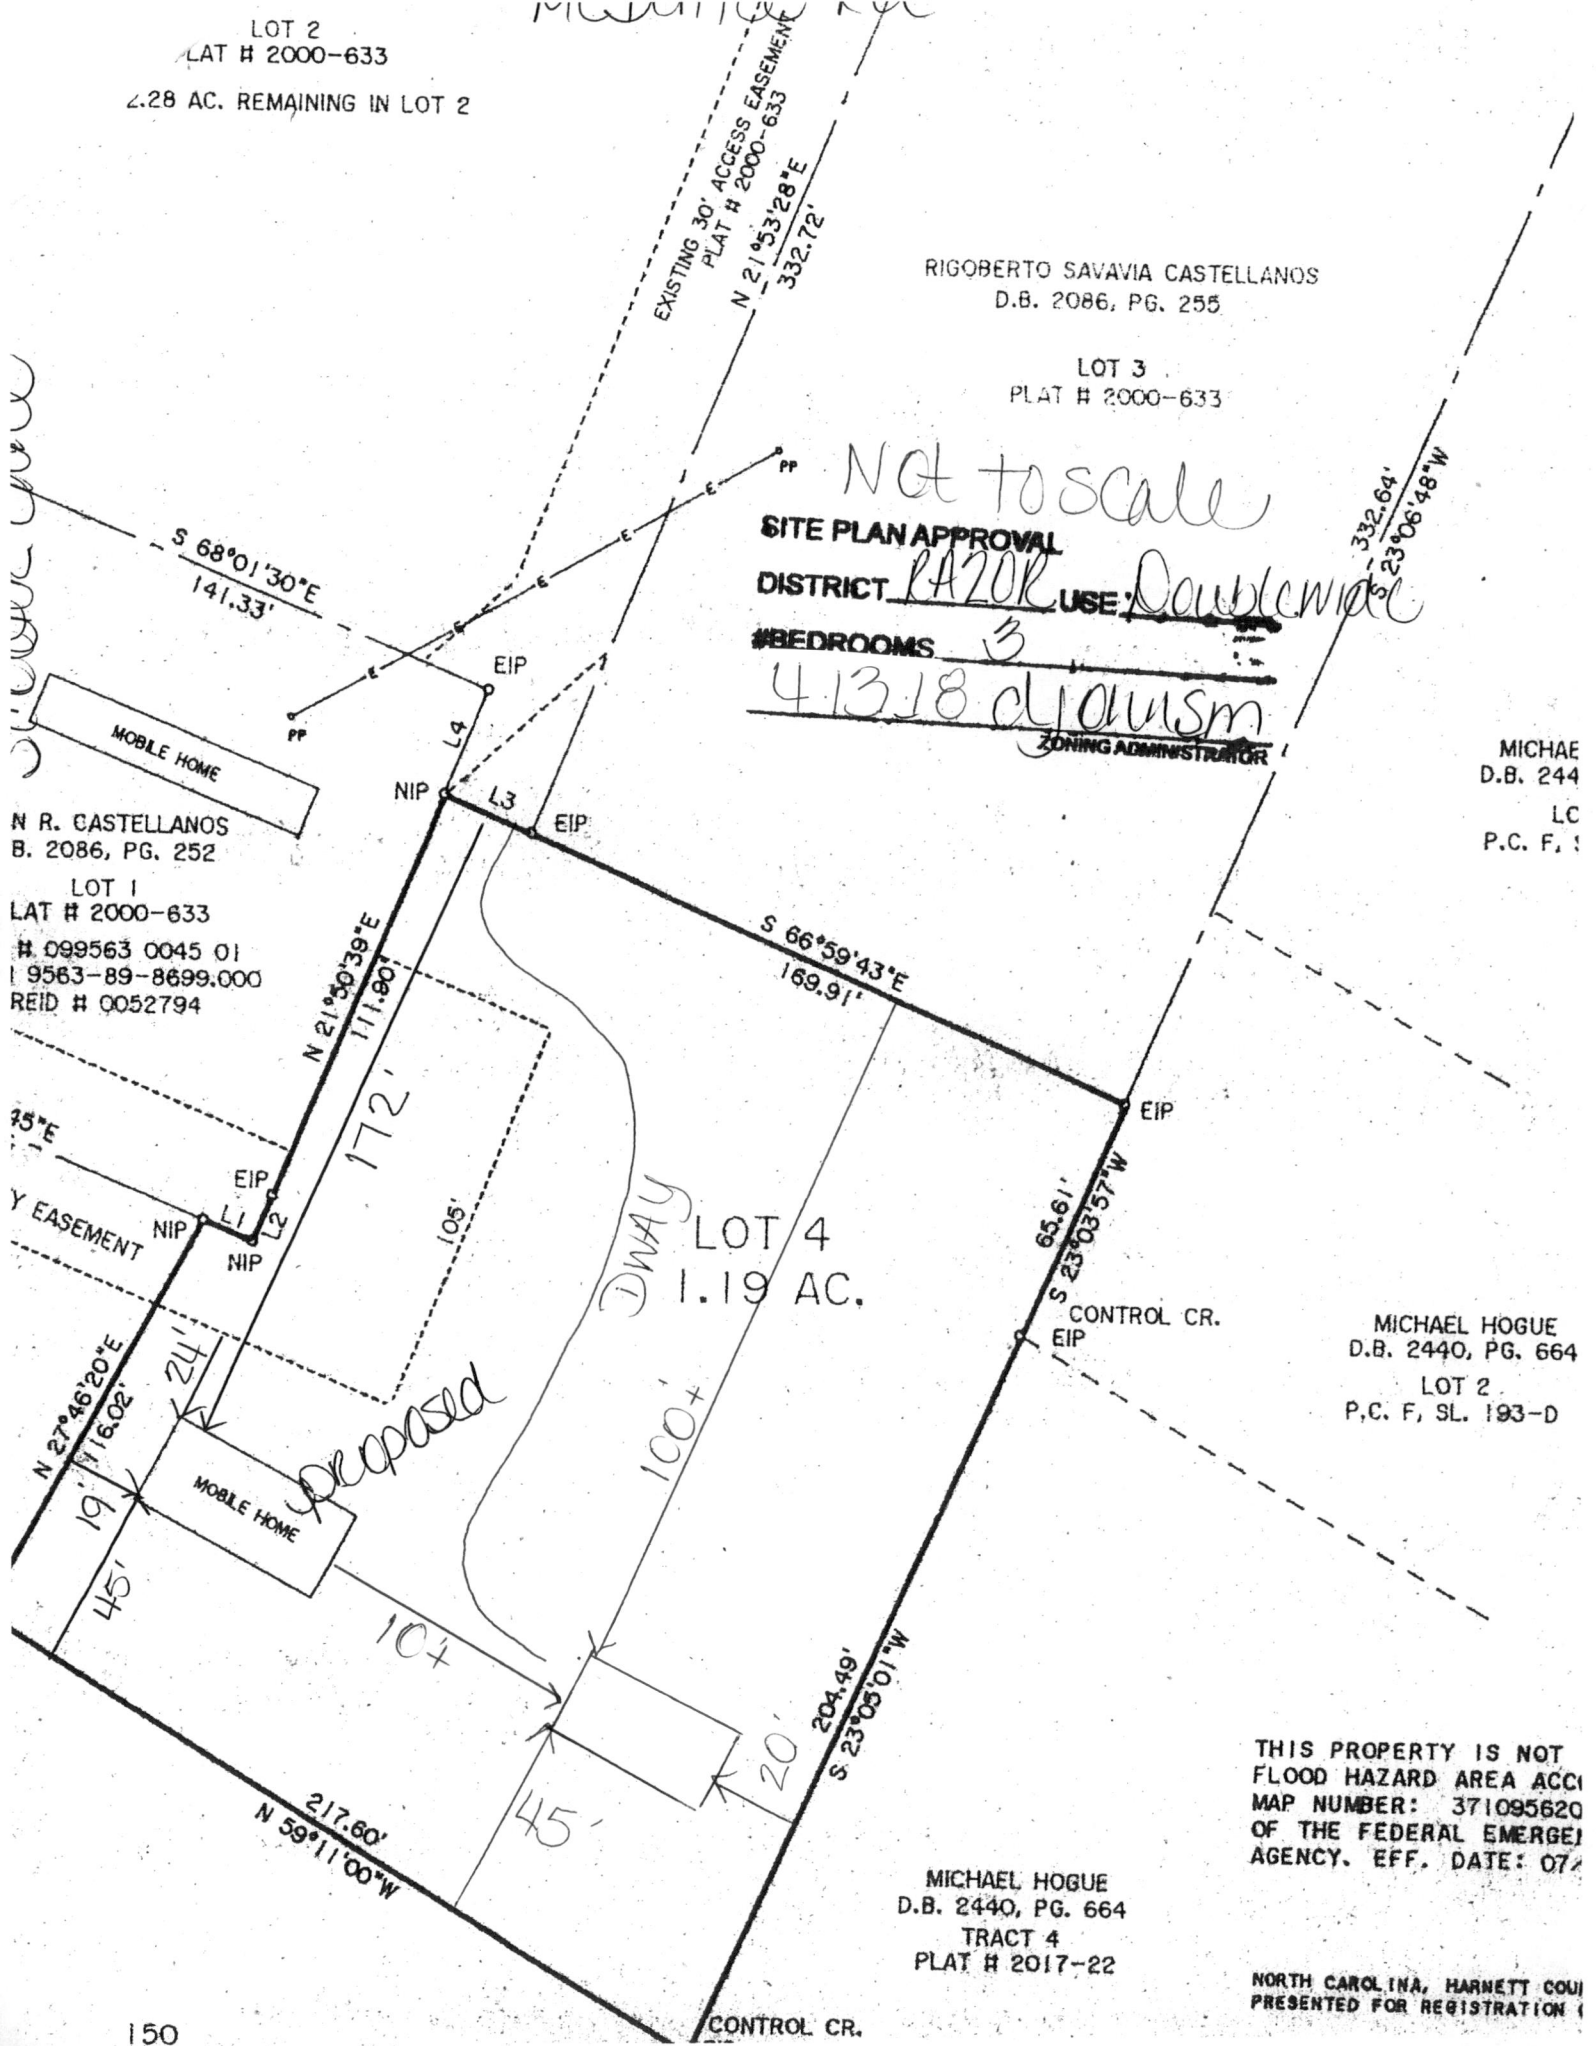 LOT 2
LAT # 2000-633
2.28 AC. REMAINING IN LOT 2
EXISTING 30' ACCESS EASEMENT
PLAT # 2000-633
N 21°53'28"E
332.72'
RIGOBERTO SAVAVIA CASTELLANOS
D.B. 2086, PG. 255
LOT 3
PLAT # 2000-633
Not to scale
SITE PLAN APPROVAL
DISTRICT RA20R USE: Doublewide
#BEDROOMS 3
ZONING ADMINISTRATOR
332.64'
S 23°06'48"W
PP
E
E
E
E
E
PP
S 68°01'30"E
141.33'
EIP
L4
MOBILE HOME
NIP
L3
EIP
MICHAE
D.B. 244
LO
P.C. F,
N R. CASTELLANOS
B. 2086, PG. 252
LOT 1
LAT # 2000-633
# 099563 0045 01
9563-89-8699.000
REID # 0052794
N 21°50'39"E
111.80'
172'
S 66°59'43"E
169.91'
EIP
45"E
Y EASEMENT
EIP
NIP
L1
L2
NIP
105'
DWAY
LOT 4
1.19 AC.
65.61'
S 23°03'57"W
CONTROL CR.
EIP
MICHAEL HOGUE
D.B. 2440, PG. 664
LOT 2
P.C. F, SL. 193-D
N 27°46'20"E
116.02'
24'
proposed
MOBILE HOME
100+'
19'
45'
10+
204.49'
S 23°05'01"W
20'
45'
217.60'
N 59°11'00"W
THIS PROPERTY IS NOT
FLOOD HAZARD AREA ACC
MAP NUMBER: 371095620
OF THE FEDERAL EMERGE
AGENCY. EFF. DATE: 07
MICHAEL HOGUE
D.B. 2440, PG. 664
TRACT 4
PLAT # 2017-22
NORTH CAROLINA, HARNETT COU
PRESENTED FOR REGISTRATION
150
CONTROL CR.